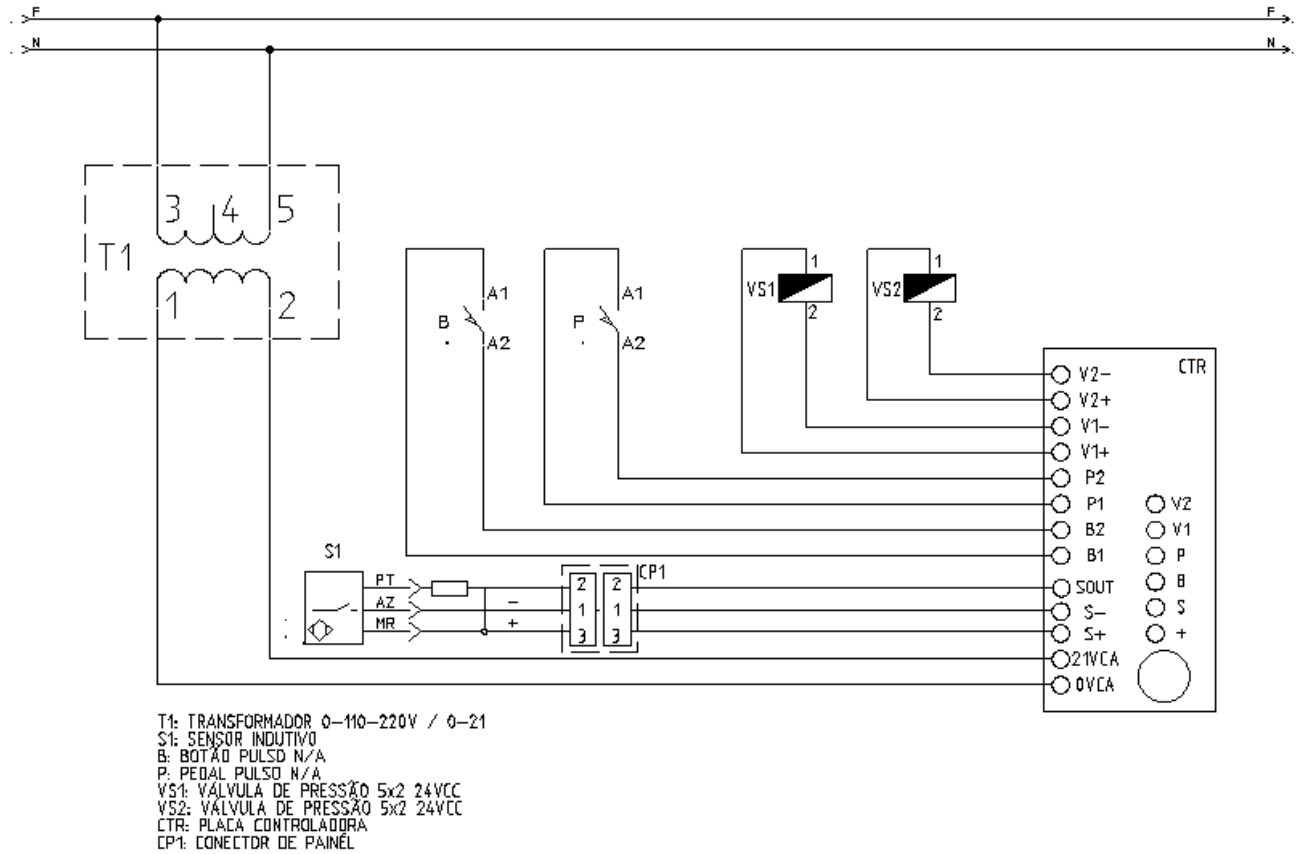 F F
N N
3 4 5
T1
1 2
A1 A1 1 1
B P VS1 VS2
A2 A2 2 2
CTR
V2-
V2+
V1-
V1+
P2
P1 V2
B2 V1
B1 P
S1 CP1
PT 2 2 SOUT B
AZ - 1 1 S- S
MR + 3 3 S+ +
21VCA
0VCA
T1: TRANSFORMADOR 0-110-220V / 0-21
S1: SENSOR INDUTIVO
B: BOTÃO PULSO N/A
P: PEDAL PULSO N/A
VS1: VÁLVULA DE PRESSÃO 5x2 24VCC
VS2: VÁLVULA DE PRESSÃO 5x2 24VCC
CTR: PLACA CONTROLADORA
CP1: CONECTOR DE PAINÉL